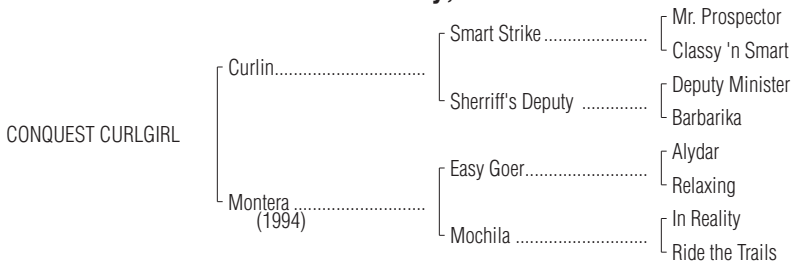 Mr. Prospector
Smart Strike ......................
Classy 'n Smart
Curlin................................
Deputy Minister
Sherriff's Deputy ..............
Barbarika
CONQUEST CURLGIRL
Alydar
Easy Goer..........................
Relaxing
Montera ............................
(1994)
In Reality
Mochila ............................
Ride the Trails